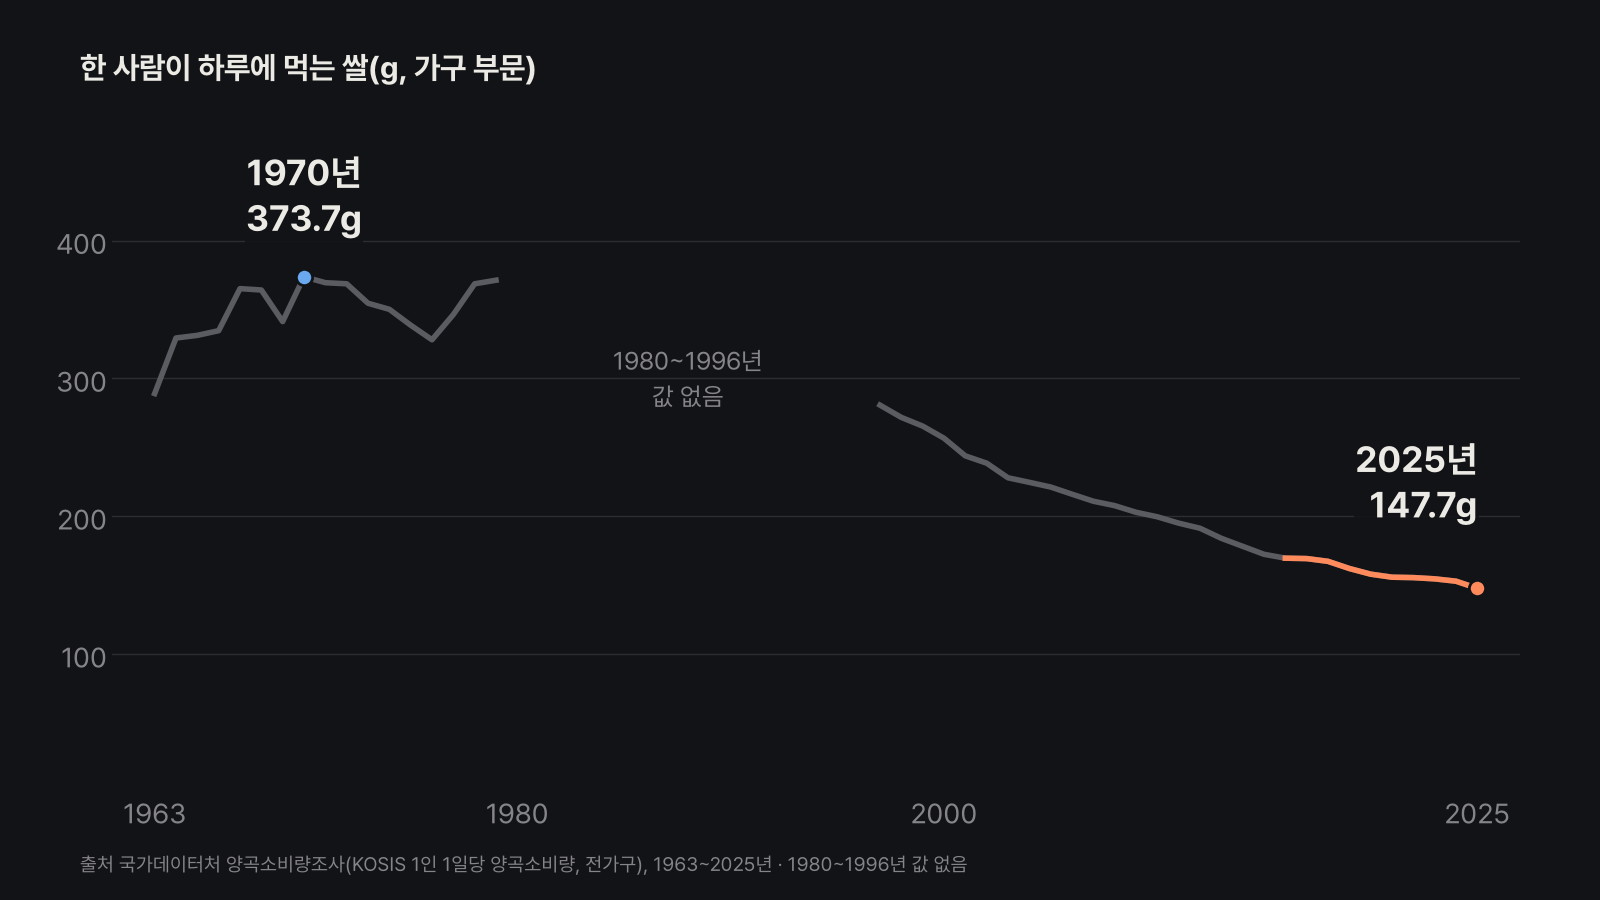 한 사람이 하루에 먹는 쌀(g, 가구 부문)
1970년
373.7g
400
300
200
100
1980~1996년
값 없음
2025년
147.7g
1963
1980
2000
2025
출처 국가데이터처 양곡소비량조사(KOSIS 1인 1일당 양곡소비량, 전가구), 1963~2025년 · 1980~1996년 값 없음